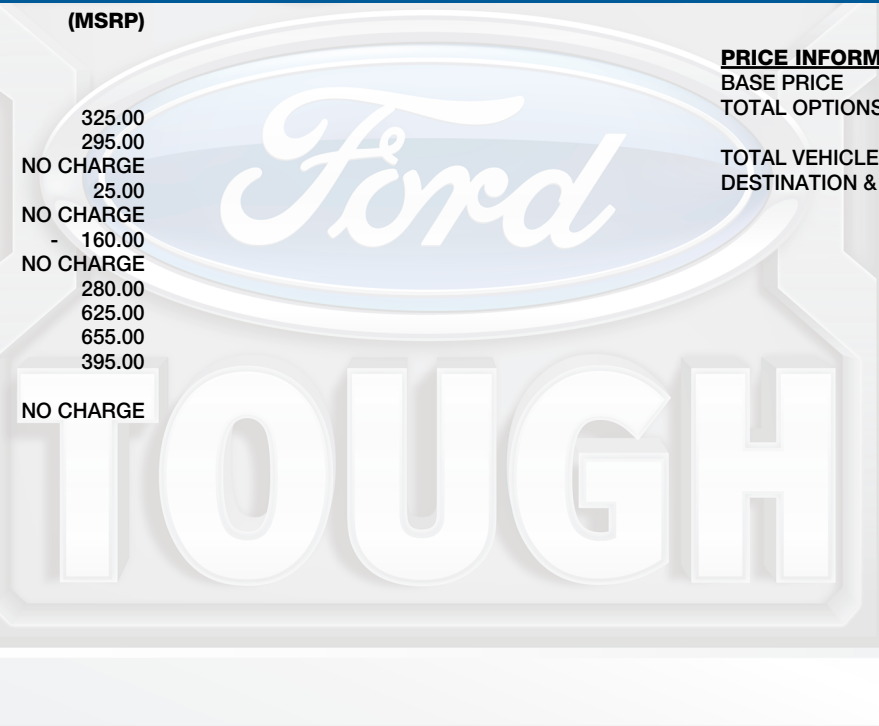 (MSRP)
325.00
295.00
NO CHARGE
25.00
NO CHARGE
- 160.00
NO CHARGE
280.00
625.00
655.00
395.00
NO CHARGE
PRICE INFORM
BASE PRICE
TOTAL OPTIONS
TOTAL VEHICLE
DESTINATION &
Ford
TOUGH